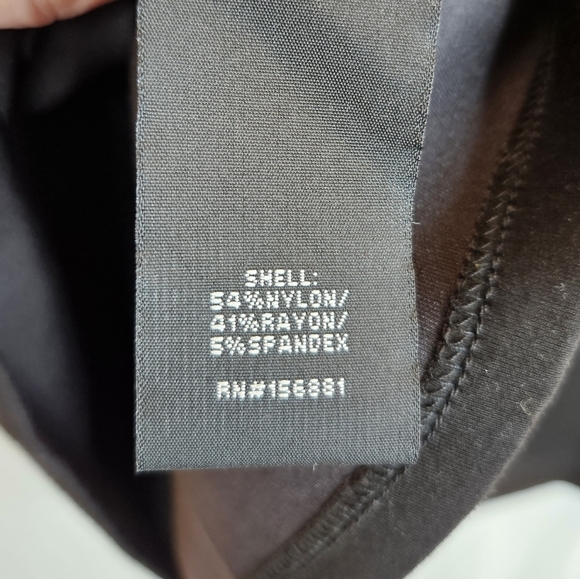 SHELL:
54%NYLON/
41%RAYON/
5%SPANDEX
RN#156881